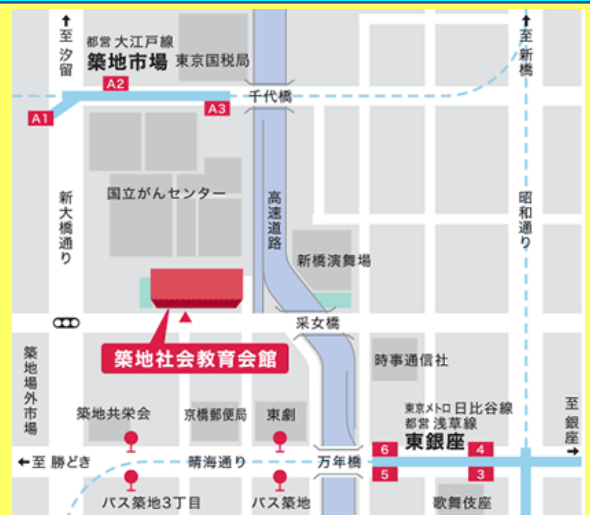 ↑至 汐留
都営 大江戸線
築地市場
東京国税局
↑至 新橋
A2
A3
A1
千代橋
国立がんセンター
新大橋通り
高速道路
昭和通り
新橋演舞場
采女橋
築地社会教育会館
時事通信社
築地場外市場
築地共栄会
京橋郵便局
東劇
東京メトロ 日比谷線
都営 浅草線
東銀座
至 銀座→
←至 勝どき
晴海通り
万年橋
6
4
5
3
バス築地3丁目
バス築地
歌舞伎座